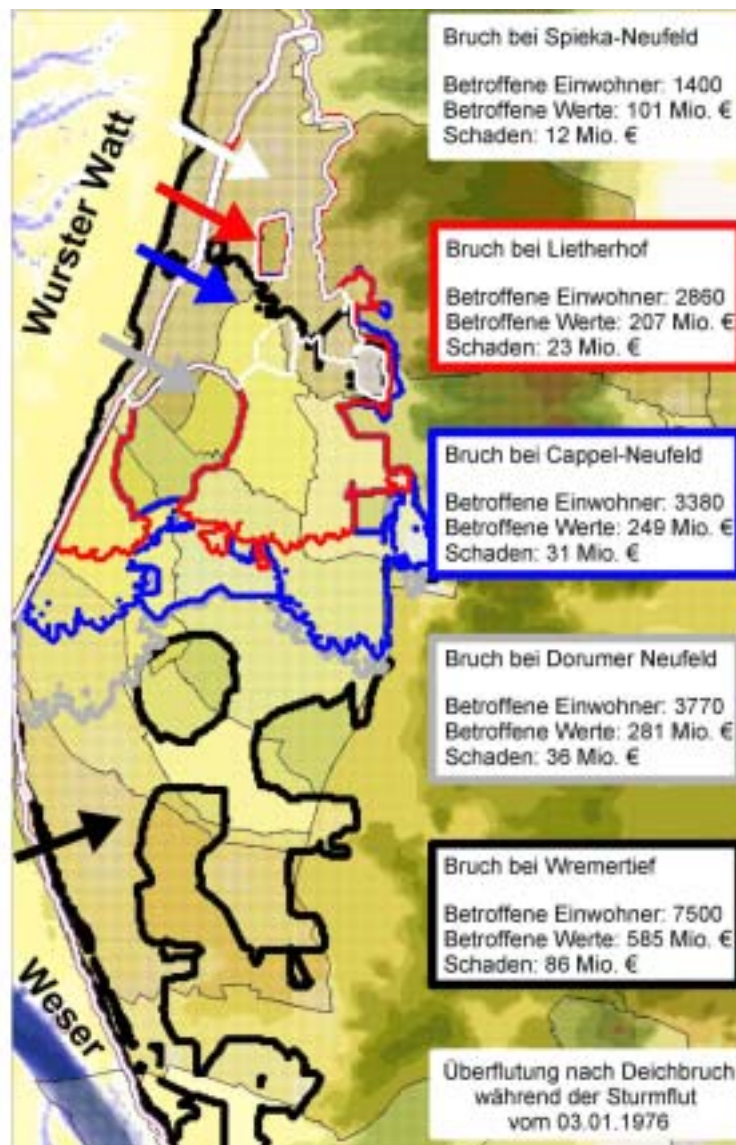 Bruch bei Spieka-Neufeld
Betroffene Einwohner: 1400
Betroffene Werte: 101 Mio. €
Schaden: 12 Mio. €
Wurster Watt
Bruch bei Lietherhof
Betroffene Einwohner: 2860
Betroffene Werte: 207 Mio. €
Schaden: 23 Mio. €
Bruch bei Cappel-Neufeld
Betroffene Einwohner: 3380
Betroffene Werte: 249 Mio. €
Schaden: 31 Mio. €
Bruch bei Dorumer Neufeld
Betroffene Einwohner: 3770
Betroffene Werte: 281 Mio. €
Schaden: 36 Mio. €
Bruch bei Wremertief
Betroffene Einwohner: 7500
Betroffene Werte: 585 Mio. €
Schaden: 86 Mio. €
Weser
Überflutung nach Deichbruch
während der Sturmflut
vom 03.01.1976